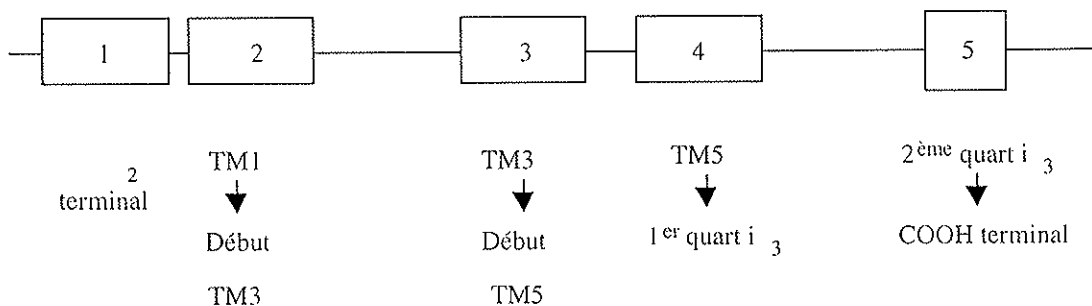 1 2 3 4 5
TM1 TM3 TM5 2ème quart i 3
2
terminal
Début Début 1er quart i 3 COOH terminal
TM3 TM5